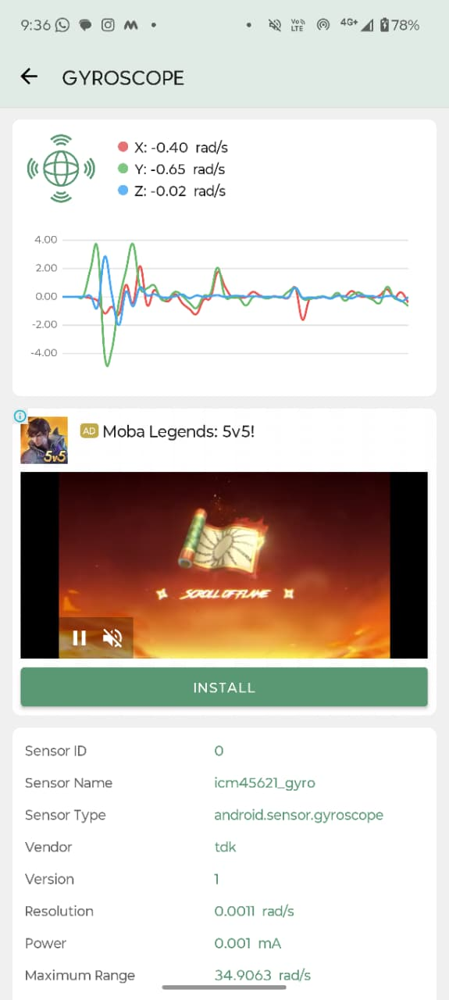 9:36
Vo
LTE
4G+
78%
GYROSCOPE
X: -0.40 rad/s
Y: -0.65 rad/s
Z: -0.02 rad/s
4.00
2.00
0.00
-2.00
-4.00
5v5
AD Moba Legends: 5v5!
SCROLL OF FLAME
INSTALL
Sensor ID 0
Sensor Name icm45621_gyro
Sensor Type android.sensor.gyroscope
Vendor tdk
Version 1
Resolution 0.0011 rad/s
Power 0.001 mA
Maximum Range 34.9063 rad/s